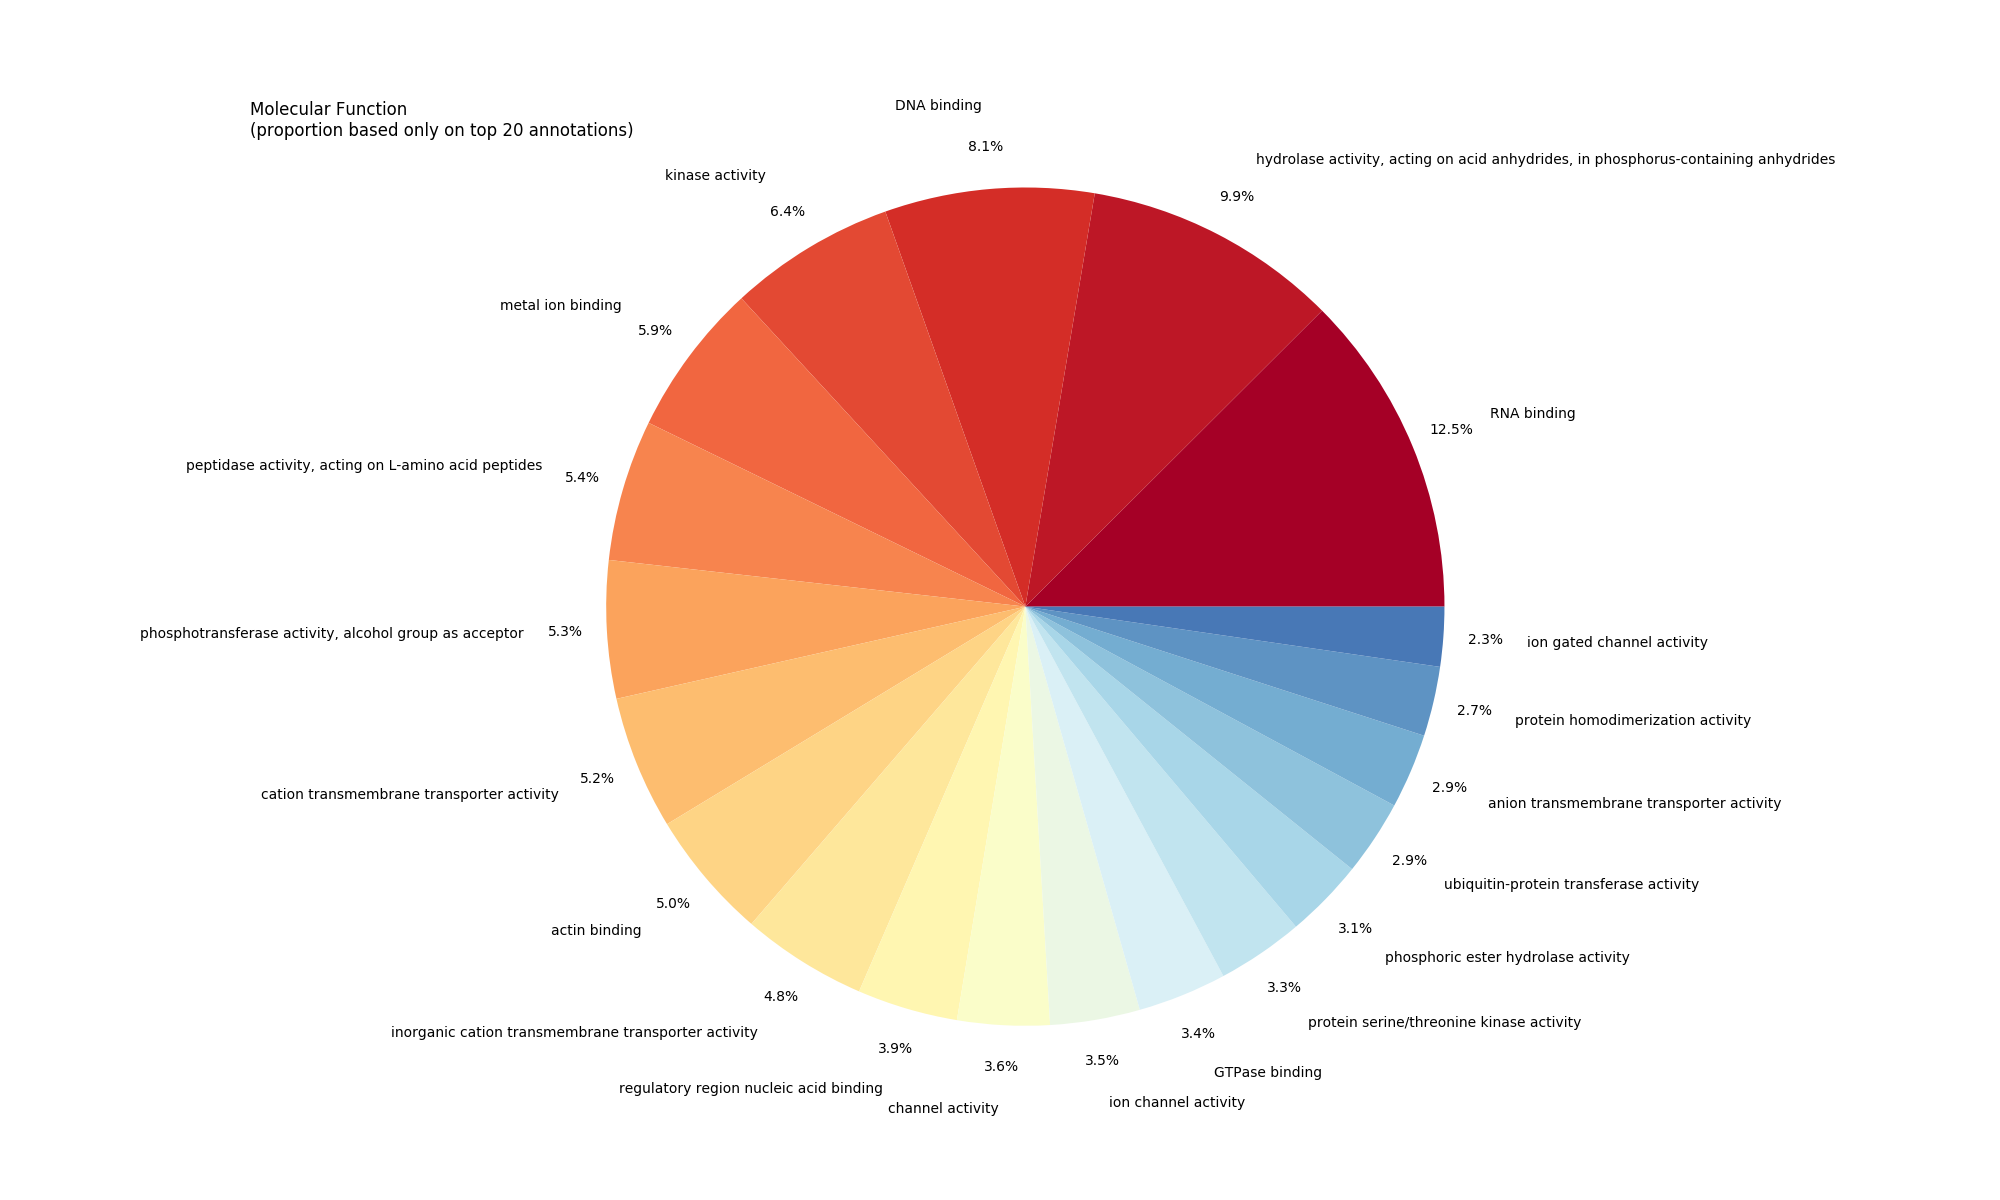 Molecular Function
(proportion based only on top 20 annotations)
DNA binding
8.1%
hydrolase activity, acting on acid anhydrides, in phosphorus-containing anhydrides
9.9%
kinase activity
6.4%
metal ion binding
5.9%
RNA binding
12.5%
peptidase activity, acting on L-amino acid peptides
5.4%
phosphotransferase activity, alcohol group as acceptor
5.3%
cation transmembrane transporter activity
5.2%
actin binding
5.0%
inorganic cation transmembrane transporter activity
4.8%
regulatory region nucleic acid binding
3.9%
channel activity
3.6%
ion channel activity
3.5%
GTPase binding
3.4%
protein serine/threonine kinase activity
3.3%
phosphoric ester hydrolase activity
3.1%
ubiquitin-protein transferase activity
2.9%
anion transmembrane transporter activity
2.9%
protein homodimerization activity
2.7%
ion gated channel activity
2.3%